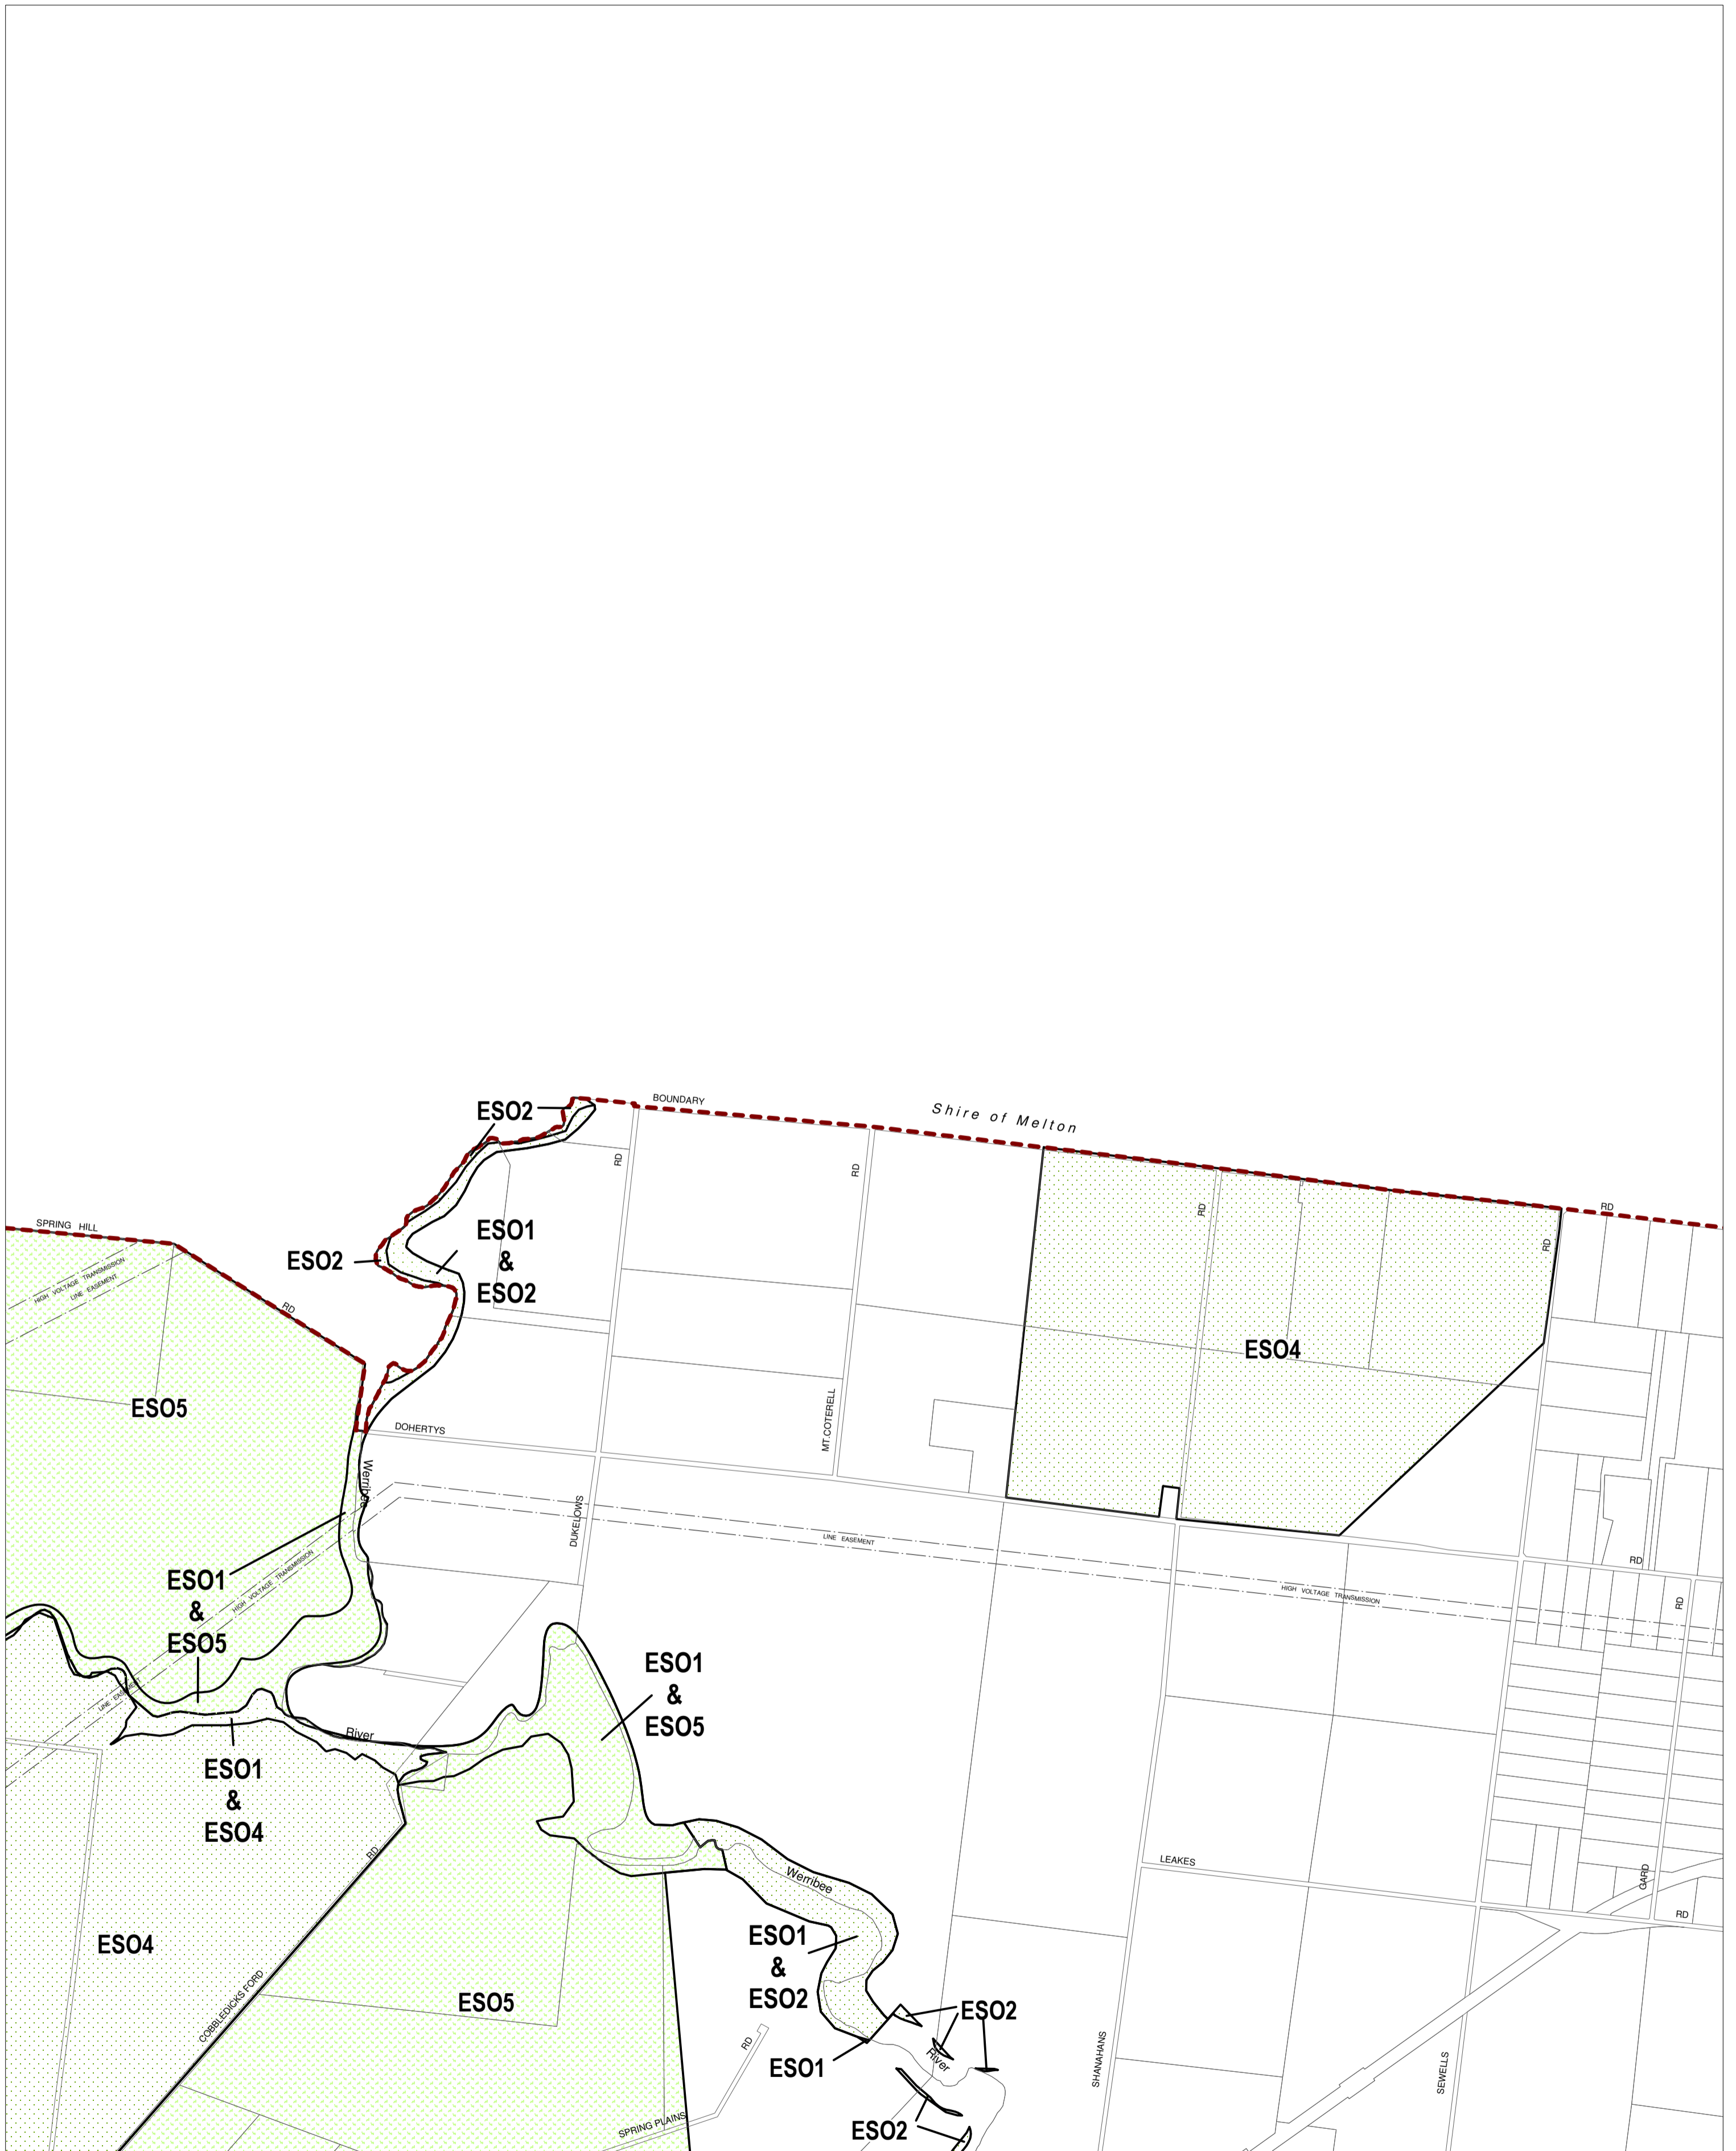 BOUNDARY
Shire of Melton
ESO2
RD
RD
SPRING HILL
RD
RD
RD
ESO1
&
ESO2
ESO2
HIGH VOLTAGE TRANSMISSION
LINE EASEMENT
RD
ESO4
ESO5
MT.COTERELL
DOHERTYS
Werribee
DUKELOWS
LINE EASEMENT
HIGH VOLTAGE TRANSMISSION
RD
RD
HIGH VOLTAGE TRANSMISSION
ESO1
&
ESO5
LINE EASEMENT
ESO1
&
ESO5
River
ESO1
&
ESO4
RD
LEAKES
Werribee
GARD
RD
ESO4
ESO1
&
ESO2
COBBLEDICKS FORD
ESO5
ESO2
RD
River
ESO1
SHANAHANS
SEWELLS
SPRING PLAINS
ESO2